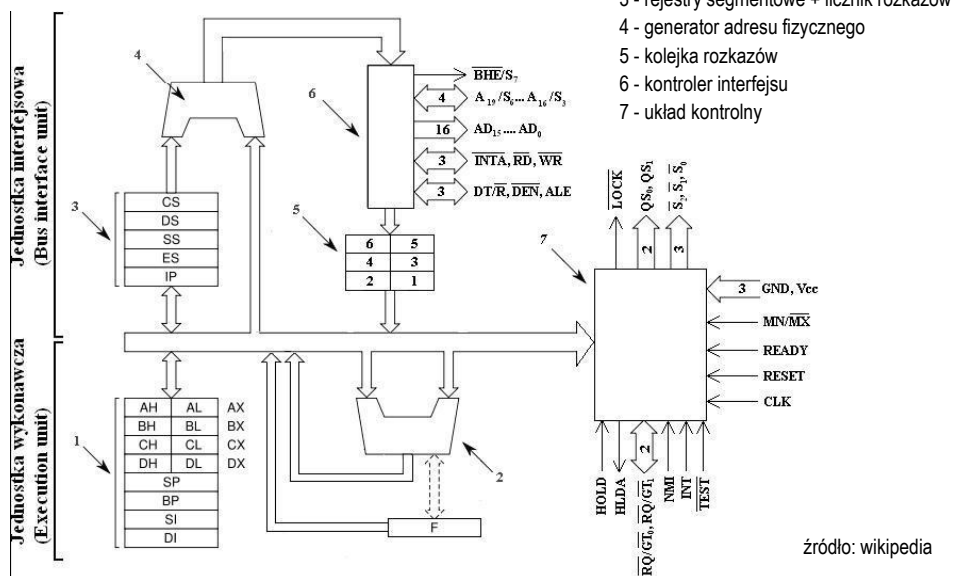 3 - rejestry segmentowe + licznik rozkazów
4 - generator adresu fizycznego
5 - kolejka rozkazów
6 - kontroler interfejsu
7 - układ kontrolny
Jednostka interfejsowa
(Bus interface unit)
4
6
BHE/S7
4 A19/S6... A16/S3
16 AD15.... AD0
3 INTA, RD, WR
3 DT/R, DEN, ALE
3
CS
DS
SS
ES
IP
5
6 5
4 3
2 1
7
LOCK
QS0, QS1
2
S2, S1, S0
3
3 GND, Vcc
MN/MX
READY
RESET
CLK
HOLD
HLDA
2
RQ/GT0, RQ/GT1
NMI
INT
TEST
Jednostka wykonawcza
(Execution unit)
1
AH AL AX
BH BL BX
CH CL CX
DH DL DX
SP
BP
SI
DI
2
F
źródło: wikipedia